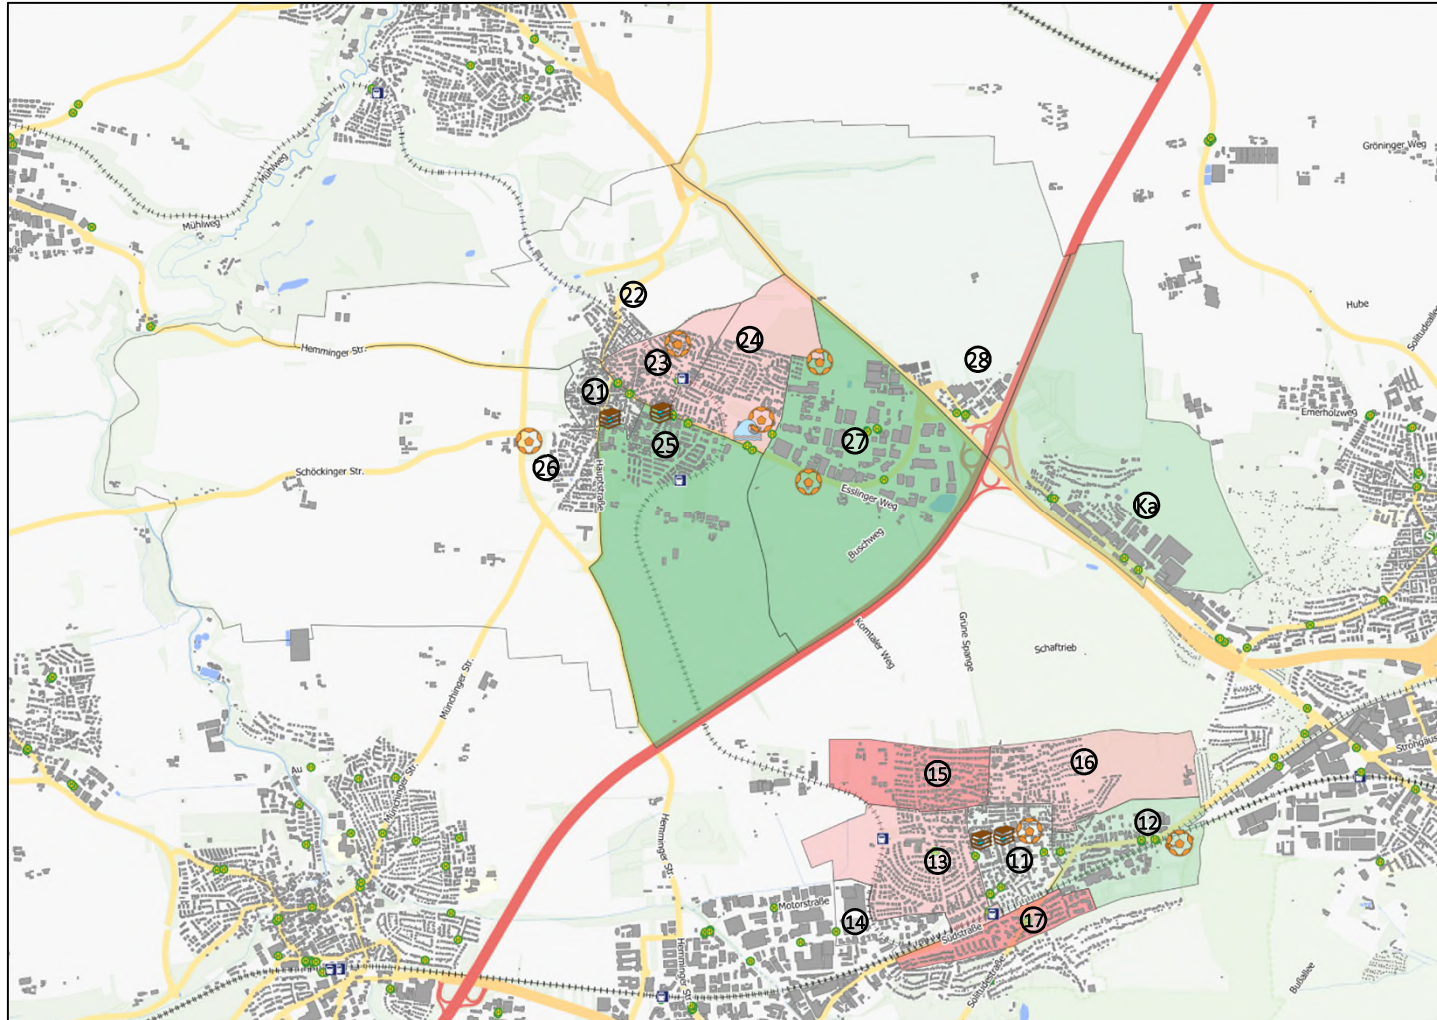 Gröninger Weg
Mühlweg
Mühlweg
Hube
Solitudeallee
22
24
23
28
Hemminger Str.
21
Emerholzweg
25
27
26
Schöckinger Str.
Hauptstraße
Esslinger Weg
Ka
Buschweg
Korntaler Weg
Grüne Spange
Schaftrieb
Münchinger Str.
Au
Münchinger Str.
16
15
12
Hemminger Str.
13
11
Motorstraße
14
17
Südstraße
Hemminger Str.
Solitudestraße
Bußallee